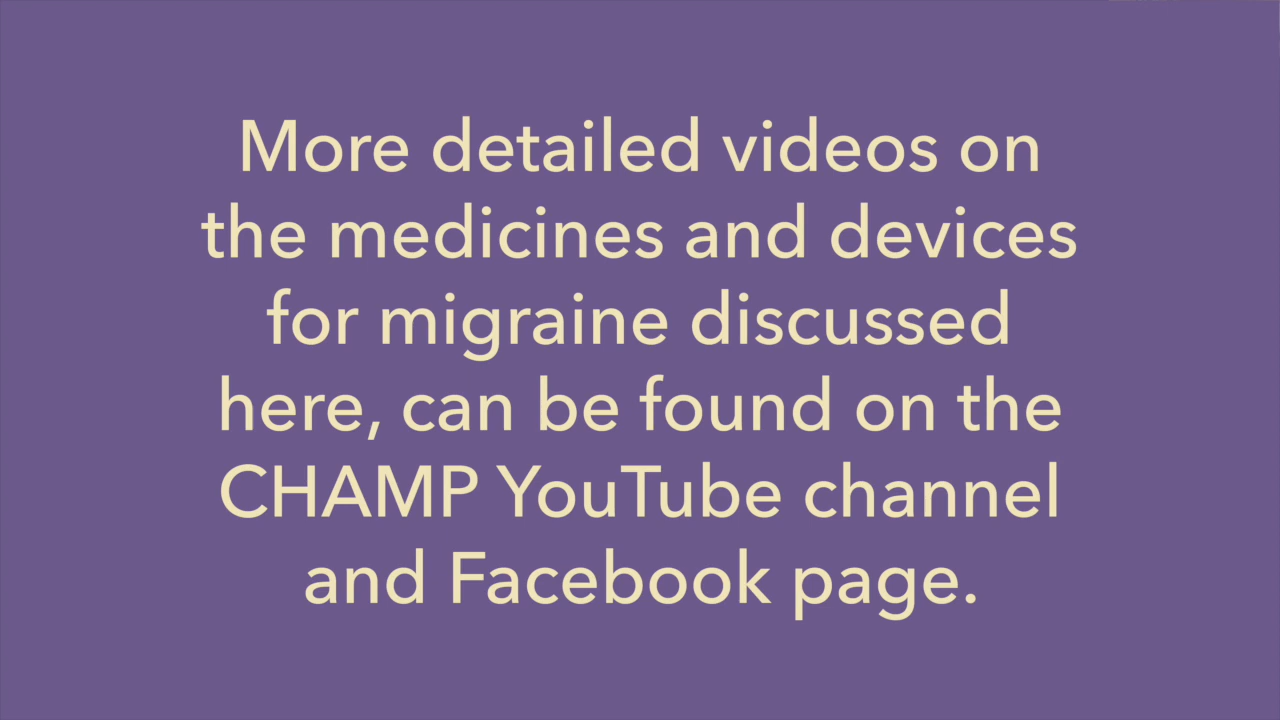 More detailed videos on
the medicines and devices
for migraine discussed
here, can be found on the
CHAMP YouTube channel
and Facebook page.